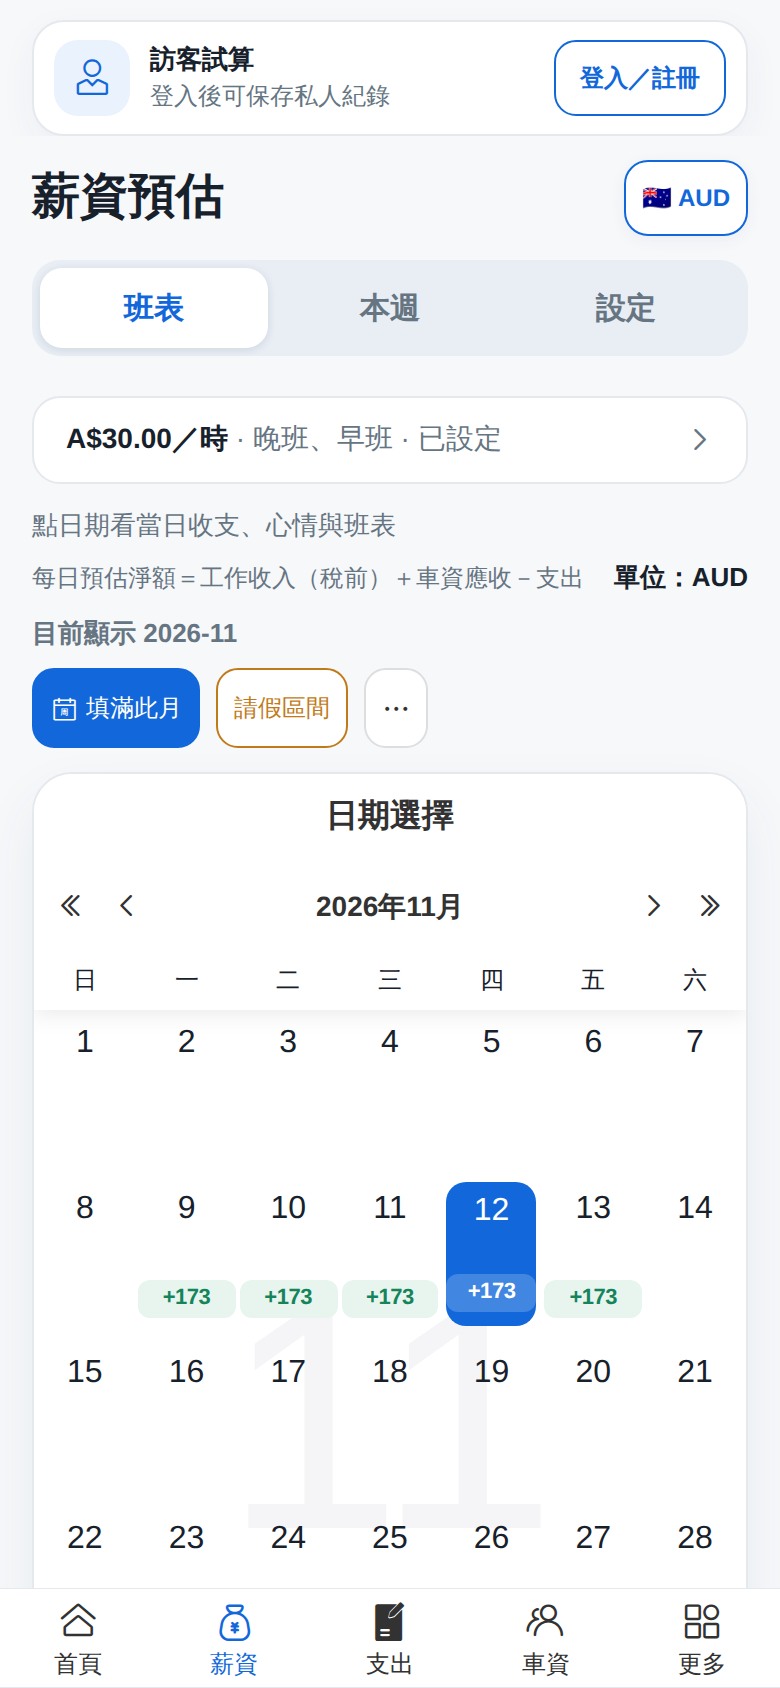 訪客試算
登入後可保存私人紀錄
登入／註冊
薪資預估
🇦🇺 AUD
班表 本週 設定
A$30.00／時 · 晚班、早班 · 已設定
點日期看當日收支、心情與班表
每日預估淨額＝工作收入（稅前）＋車資應收－支出 單位：AUD
目前顯示 2026-11
填滿此月 請假區間 ···
日期選擇
2026年11月
日 一 二 三 四 五 六
1 2 3 4 5 6 7
8 9 10 11 12 13 14
+173 +173 +173 +173 +173
11
15 16 17 18 19 20 21
22 23 24 25 26 27 28
首頁 薪資 支出 車資 更多